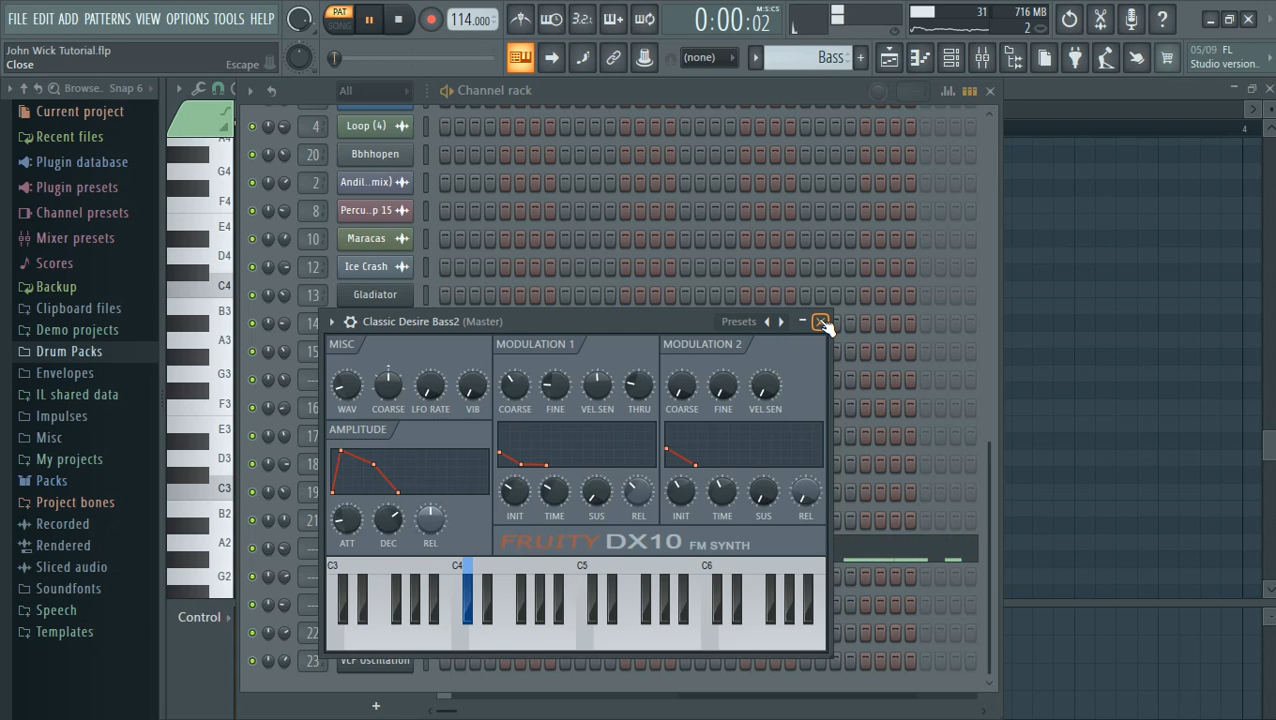 FILE EDIT ADD PATTERNS VIEW OPTIONS TOOLS HELP
John Wick Tutorial.flp
Close
Escape
PAT
SONG
114.000
3.2.
0:00:02
M:S:CS
31
716 MB
2
(none)
Bass
05/09 FL
Studio version..
Browse..
Snap 6
Current project
Recent files
Plugin database
Plugin presets
Channel presets
Mixer presets
Scores
Backup
Clipboard files
Demo projects
Drum Packs
Envelopes
IL shared data
Impulses
Misc
My projects
Packs
Project bones
Recorded
Rendered
Sliced audio
Soundfonts
Speech
Templates
A4
G4
F4
E4
D4
C4
B3
A3
G3
F3
E3
D3
C3
B2
A2
G2
Control
All
Channel rack
4 Loop (4)
20 Bbhhopen
2 Andil..mix)
8 Percu..p 15
10 Maracas
12 Ice Crash
13 Gladiator
14
15
---
16
17
18
19
21
---
---
---
22
23 VCF Oscillation
4
Classic Desire Bass2 (Master)
Presets
MISC
WAV COARSE LFO RATE VIB
AMPLITUDE
ATT DEC REL
MODULATION 1
COARSE FINE VEL.SEN THRU
INIT TIME SUS REL
MODULATION 2
COARSE FINE VEL.SEN
INIT TIME SUS REL
FRUITY DX10 FM SYNTH
C3 C4 C5 C6